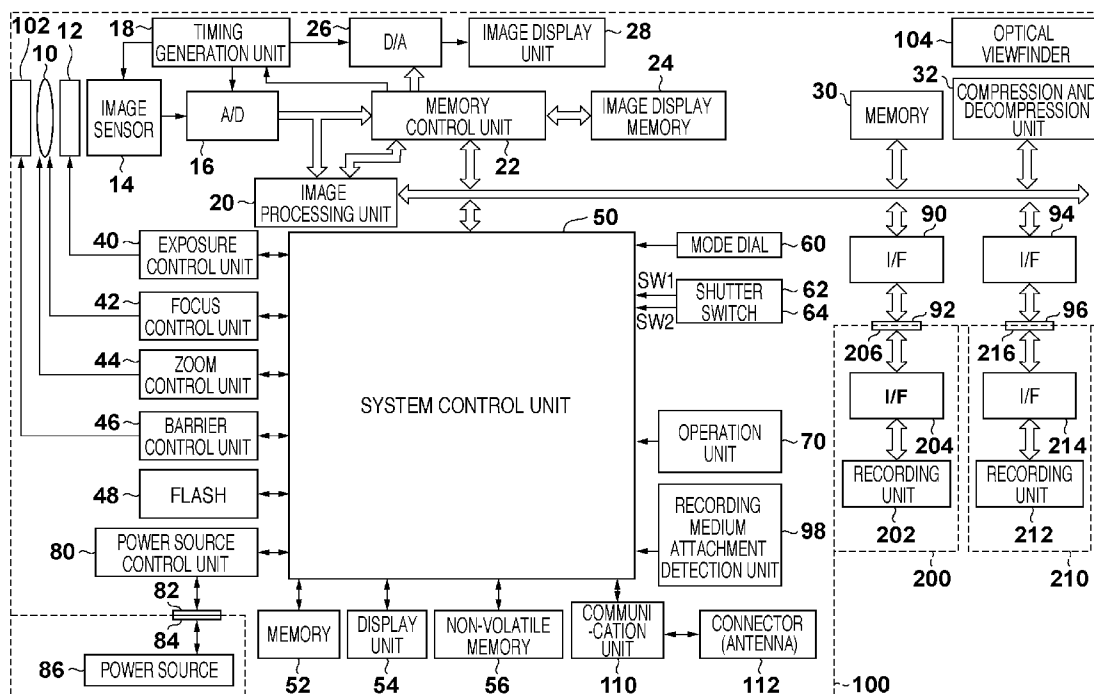 102 10 12
18 TIMING GENERATION UNIT
26 D/A
IMAGE DISPLAY UNIT 28
104 OPTICAL VIEWFINDER
IMAGE SENSOR 14
A/D 16
MEMORY CONTROL UNIT 22
24 IMAGE DISPLAY MEMORY
30 MEMORY
32 COMPRESSION AND DECOMPRESSION UNIT
20 IMAGE PROCESSING UNIT
50 SYSTEM CONTROL UNIT
40 EXPOSURE CONTROL UNIT
42 FOCUS CONTROL UNIT
44 ZOOM CONTROL UNIT
46 BARRIER CONTROL UNIT
48 FLASH
80 POWER SOURCE CONTROL UNIT
82
84
86 POWER SOURCE
MODE DIAL 60
SW1
SW2
SHUTTER SWITCH 62
64
OPERATION UNIT 70
RECORDING MEDIUM ATTACHMENT DETECTION UNIT 98
90 I/F
94 I/F
92
96
206
216
I/F 204
I/F 214
RECORDING UNIT 202
RECORDING UNIT 212
200
210
MEMORY 52
DISPLAY UNIT 54
NON-VOLATILE MEMORY 56
COMMUNI
-CATION
UNIT 110
CONNECTOR (ANTENNA) 112
100